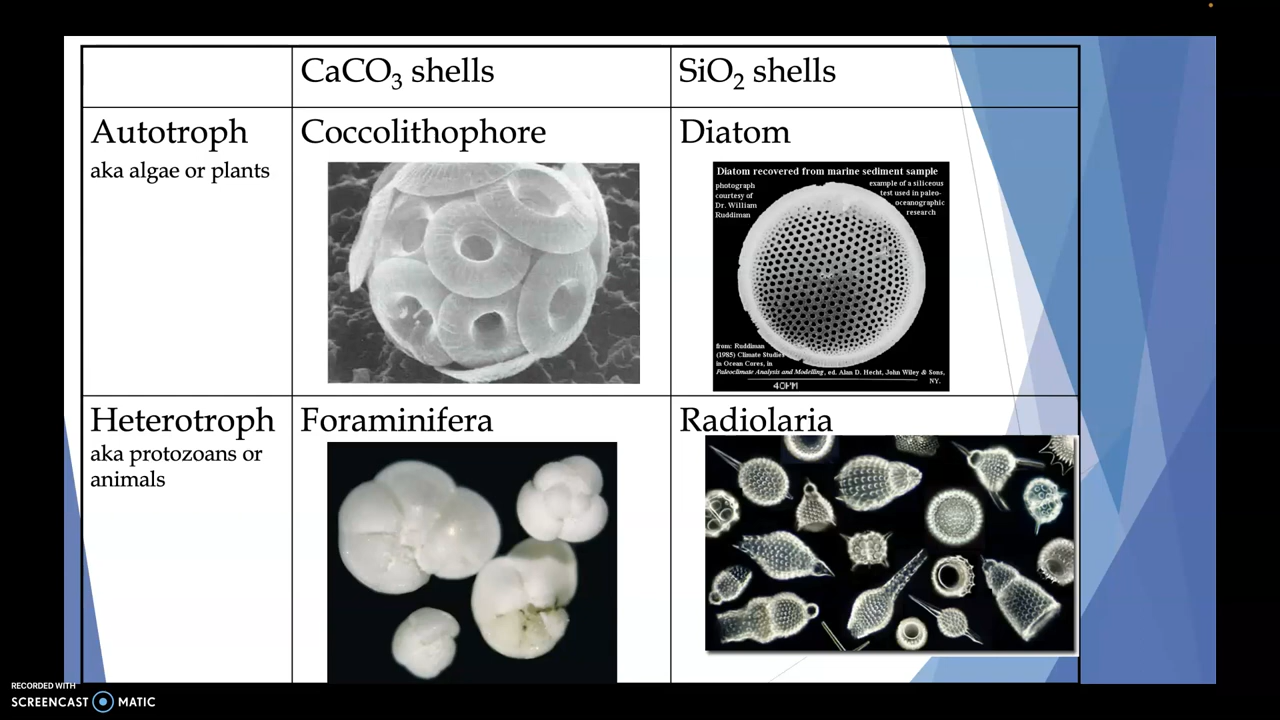 CaCO₃ shells
SiO₂ shells
Autotroph
aka algae or plants
Coccolithophore
Diatom
Diatom recovered from marine sediment sample
photograph
courtesy of
Dr. William
Ruddiman
example of a siliceous
test used in paleo-
oceanographic
research
from: Ruddiman
(1985) Climate Studies
in Ocean Cores, in
Paleoclimate Analysis and Modelling, ed. Alan D. Hecht, John Wiley & Sons,
NY.
40µM
Heterotroph
aka protozoans or
animals
Foraminifera
Radiolaria
RECORDED WITH
SCREENCAST MATIC